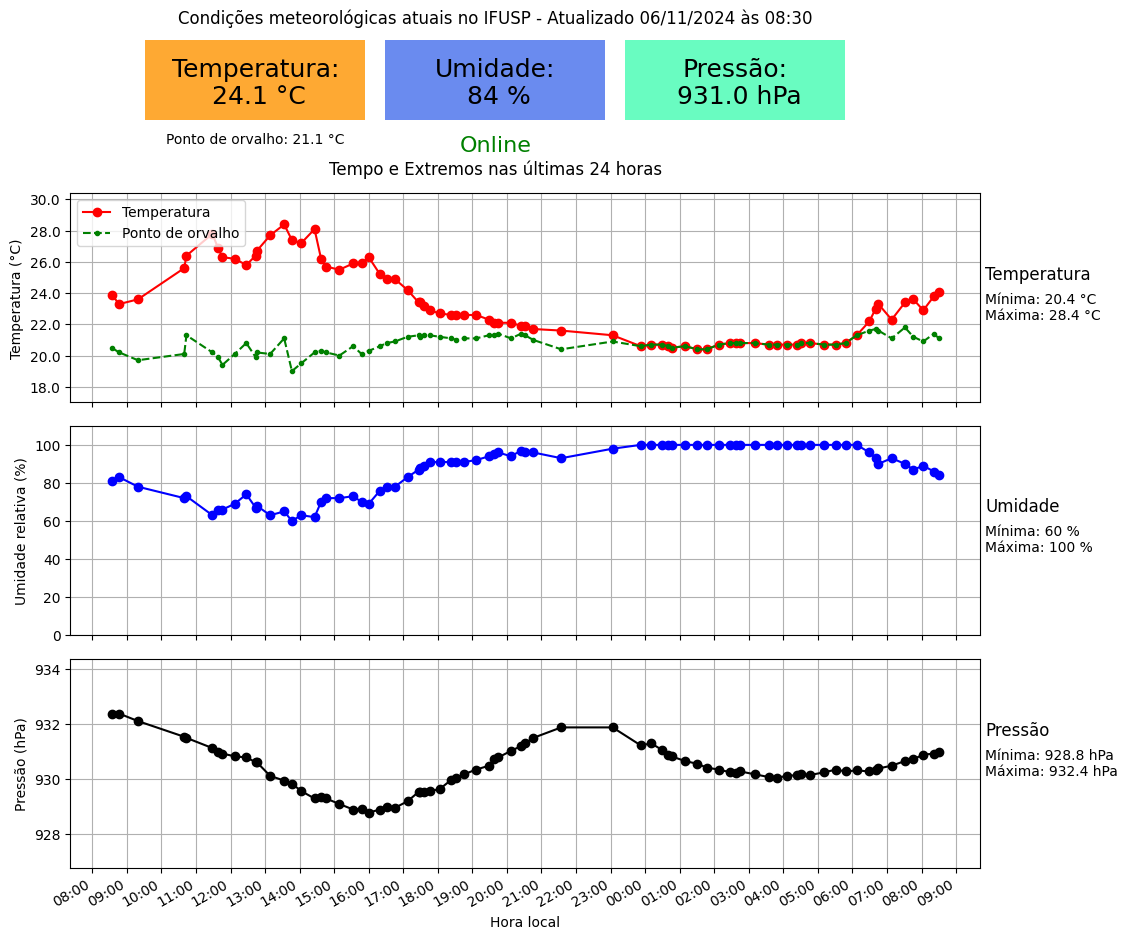 Condições meteorológicas atuais no IFUSP - Atualizado 06/11/2024 às 08:30
Temperatura:
24.1 °C
Umidade:
84 %
Pressão:
931.0 hPa
Ponto de orvalho: 21.1 °C
Online
Tempo e Extremos nas últimas 24 horas
Temperatura (°C)
30.0
28.0
26.0
24.0
22.0
20.0
18.0
Temperatura
Ponto de orvalho
Temperatura
Mínima: 20.4 °C
Máxima: 28.4 °C
Umidade relativa (%)
100
80
60
40
20
0
Umidade
Mínima: 60 %
Máxima: 100 %
Pressão (hPa)
934
932
930
928
Pressão
Mínima: 928.8 hPa
Máxima: 932.4 hPa
08:00
09:00
10:00
11:00
12:00
13:00
14:00
15:00
16:00
17:00
18:00
19:00
20:00
21:00
22:00
23:00
00:00
01:00
02:00
03:00
04:00
05:00
06:00
07:00
08:00
09:00
Hora local